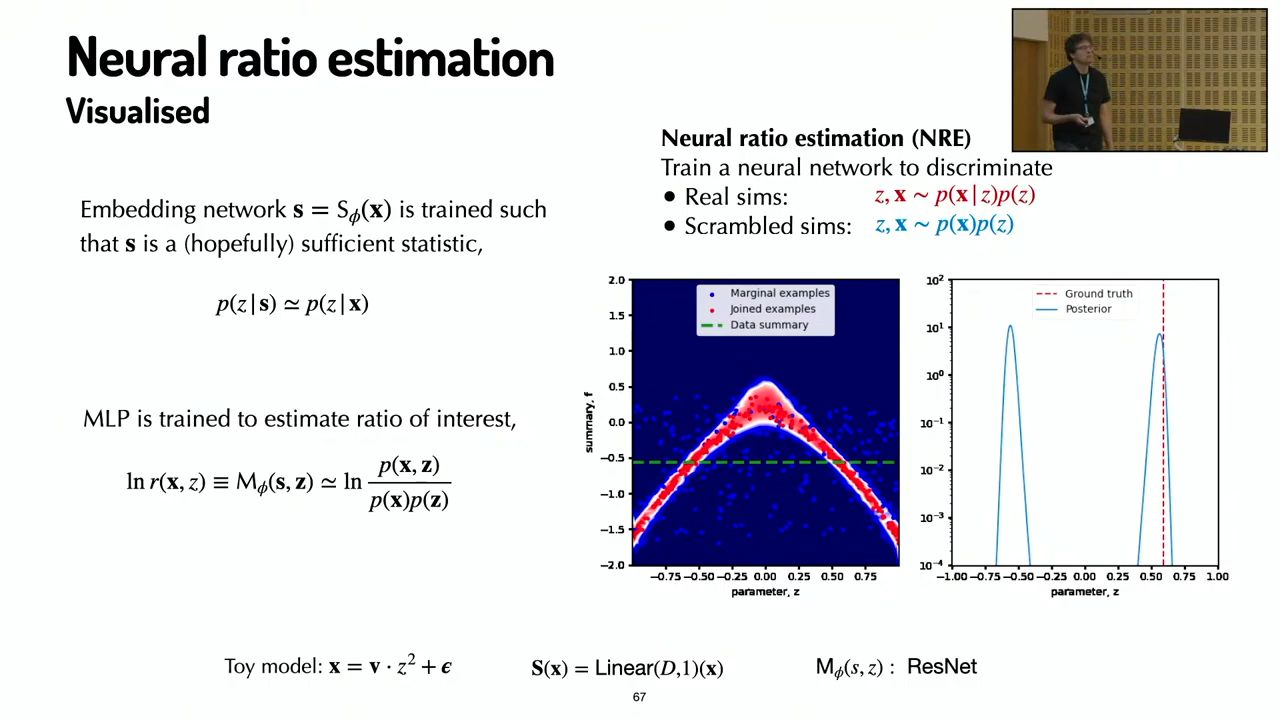 Neural ratio estimation
Visualised
Neural ratio estimation (NRE)
Train a neural network to discriminate
• Real sims: z, x ∼ p(x|z)p(z)
• Scrambled sims: z, x ∼ p(x)p(z)
Embedding network s = S_ϕ(x) is trained such
that s is a (hopefully) sufficient statistic,
p(z|s) ≃ p(z|x)
MLP is trained to estimate ratio of interest,
ln r(x, z) ≡ M_ϕ(s, z) ≃ ln p(x, z) / p(x)p(z)
Marginal examples
Joined examples
Data summary
summary, f
2.0
1.5
1.0
0.5
0.0
−0.5
−1.0
−1.5
−2.0
−0.75 −0.50 −0.25 0.00 0.25 0.50 0.75
parameter, z
Ground truth
Posterior
10²
10¹
10⁰
10⁻¹
10⁻²
10⁻³
10⁻⁴
−1.00 −0.75 −0.50 −0.25 0.00 0.25 0.50 0.75 1.00
parameter, z
Toy model: x = v · z² + ϵ
S(x) = Linear(D,1)(x)
M_ϕ(s, z) : ResNet
67